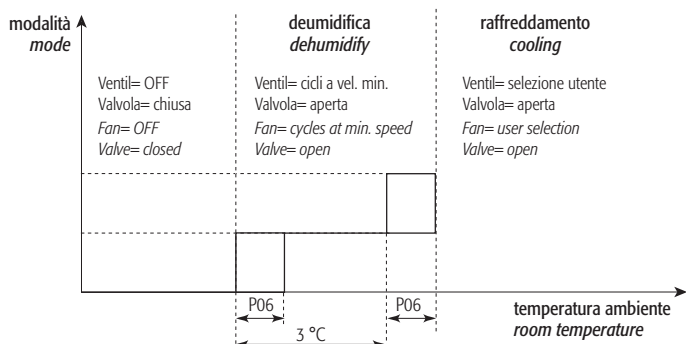 modalità
mode
deumidifica
dehumidify
raffreddamento
cooling
Ventil= OFF
Valvola= chiusa
Fan= OFF
Valve= closed
Ventil= cicli a vel. min.
Valvola= aperta
Fan= cycles at min. speed
Valve= open
Ventil= selezione utente
Valvola= aperta
Fan= user selection
Valve= open
P06
P06
3 °C
temperatura ambiente
room temperature